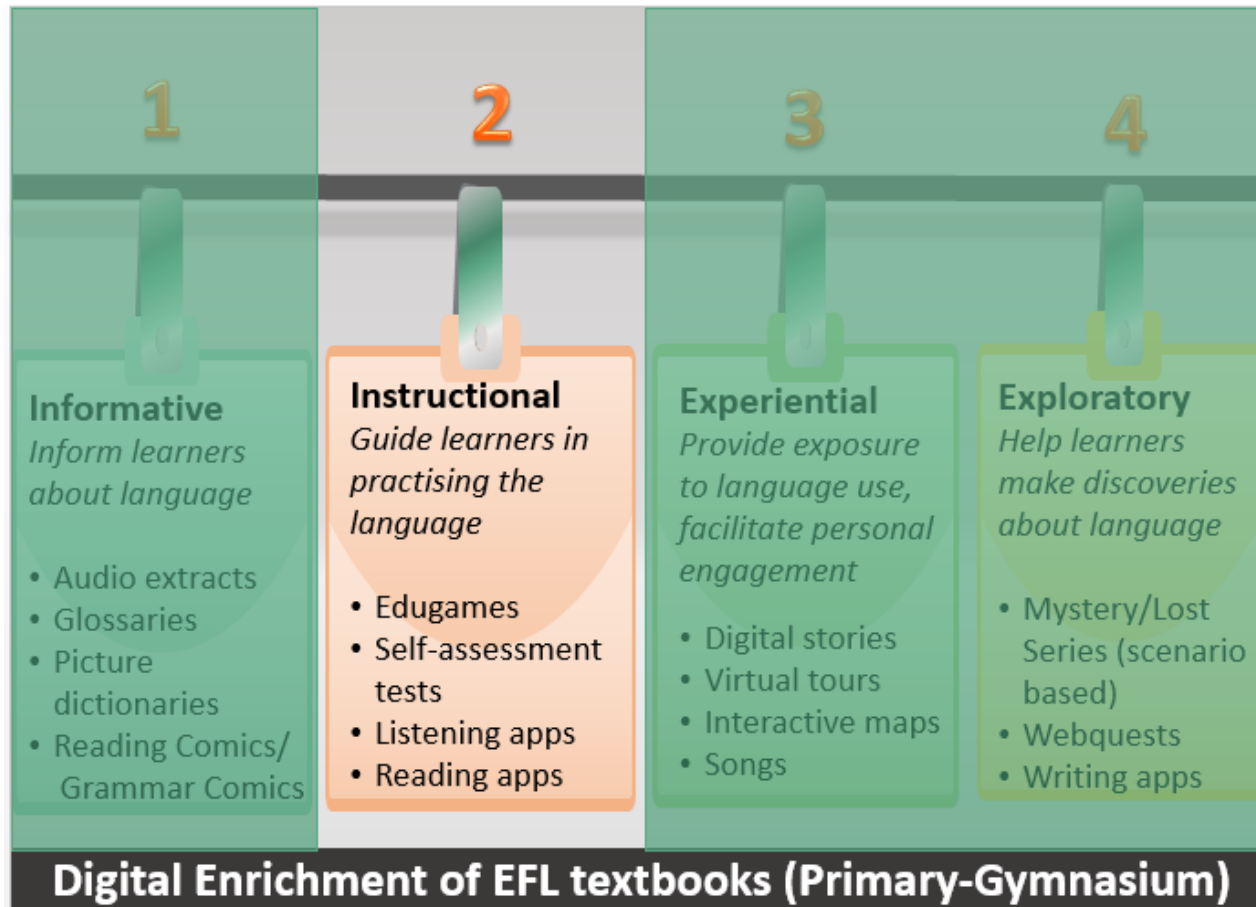 1
2
3
4
Informative
Inform learners
about language
• Audio extracts
• Glossaries
• Picture
dictionaries
• Reading Comics/
Grammar Comics
Instructional
Guide learners in
practising the
language
• Edugames
• Self-assessment
tests
• Listening apps
• Reading apps
Experiential
Provide exposure
to language use,
facilitate personal
engagement
• Digital stories
• Virtual tours
• Interactive maps
• Songs
Exploratory
Help learners
make discoveries
about language
• Mystery/Lost
Series (scenario
based)
• Webquests
• Writing apps
Digital Enrichment of EFL textbooks (Primary-Gymnasium)